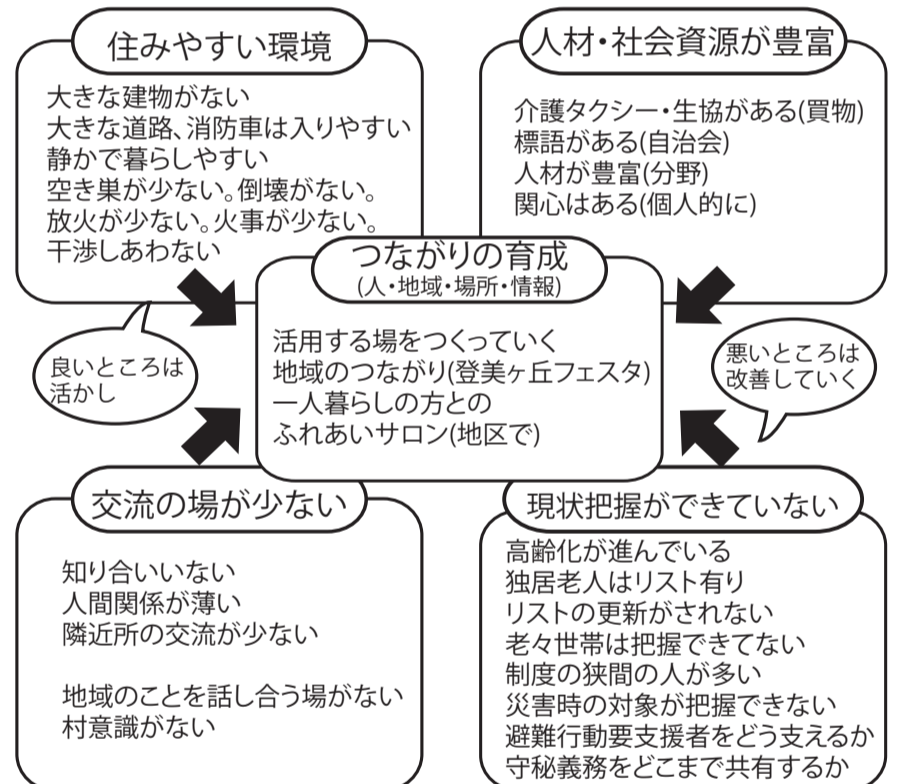 住みやすい環境
大きな建物がない
大きな道路、消防車は入りやすい
静かで暮らしやすい
空き巣が少ない。倒壊がない。
放火が少ない。火事が少ない。
干渉しあわない
人材・社会資源が豊富
介護タクシー・生協がある(買物)
標語がある(自治会)
人材が豊富(分野)
関心はある(個人的に)
つながりの育成
(人・地域・場所・情報)
活用する場をつくっていく
地域のつながり(登美ヶ丘フェスタ)
一人暮らしの方との
ふれあいサロン(地区で)
良いところは
活かし
悪いところは
改善していく
交流の場が少ない
知り合いいない
人間関係が薄い
隣近所の交流が少ない
地域のことを話し合う場がない
村意識がない
現状把握ができていない
高齢化が進んでいる
独居老人はリスト有り
リストの更新がされない
老々世帯は把握できてない
制度の狭間の人が多い
災害時の対象が把握できない
避難行動要支援者をどう支えるか
守秘義務をどこまで共有するか